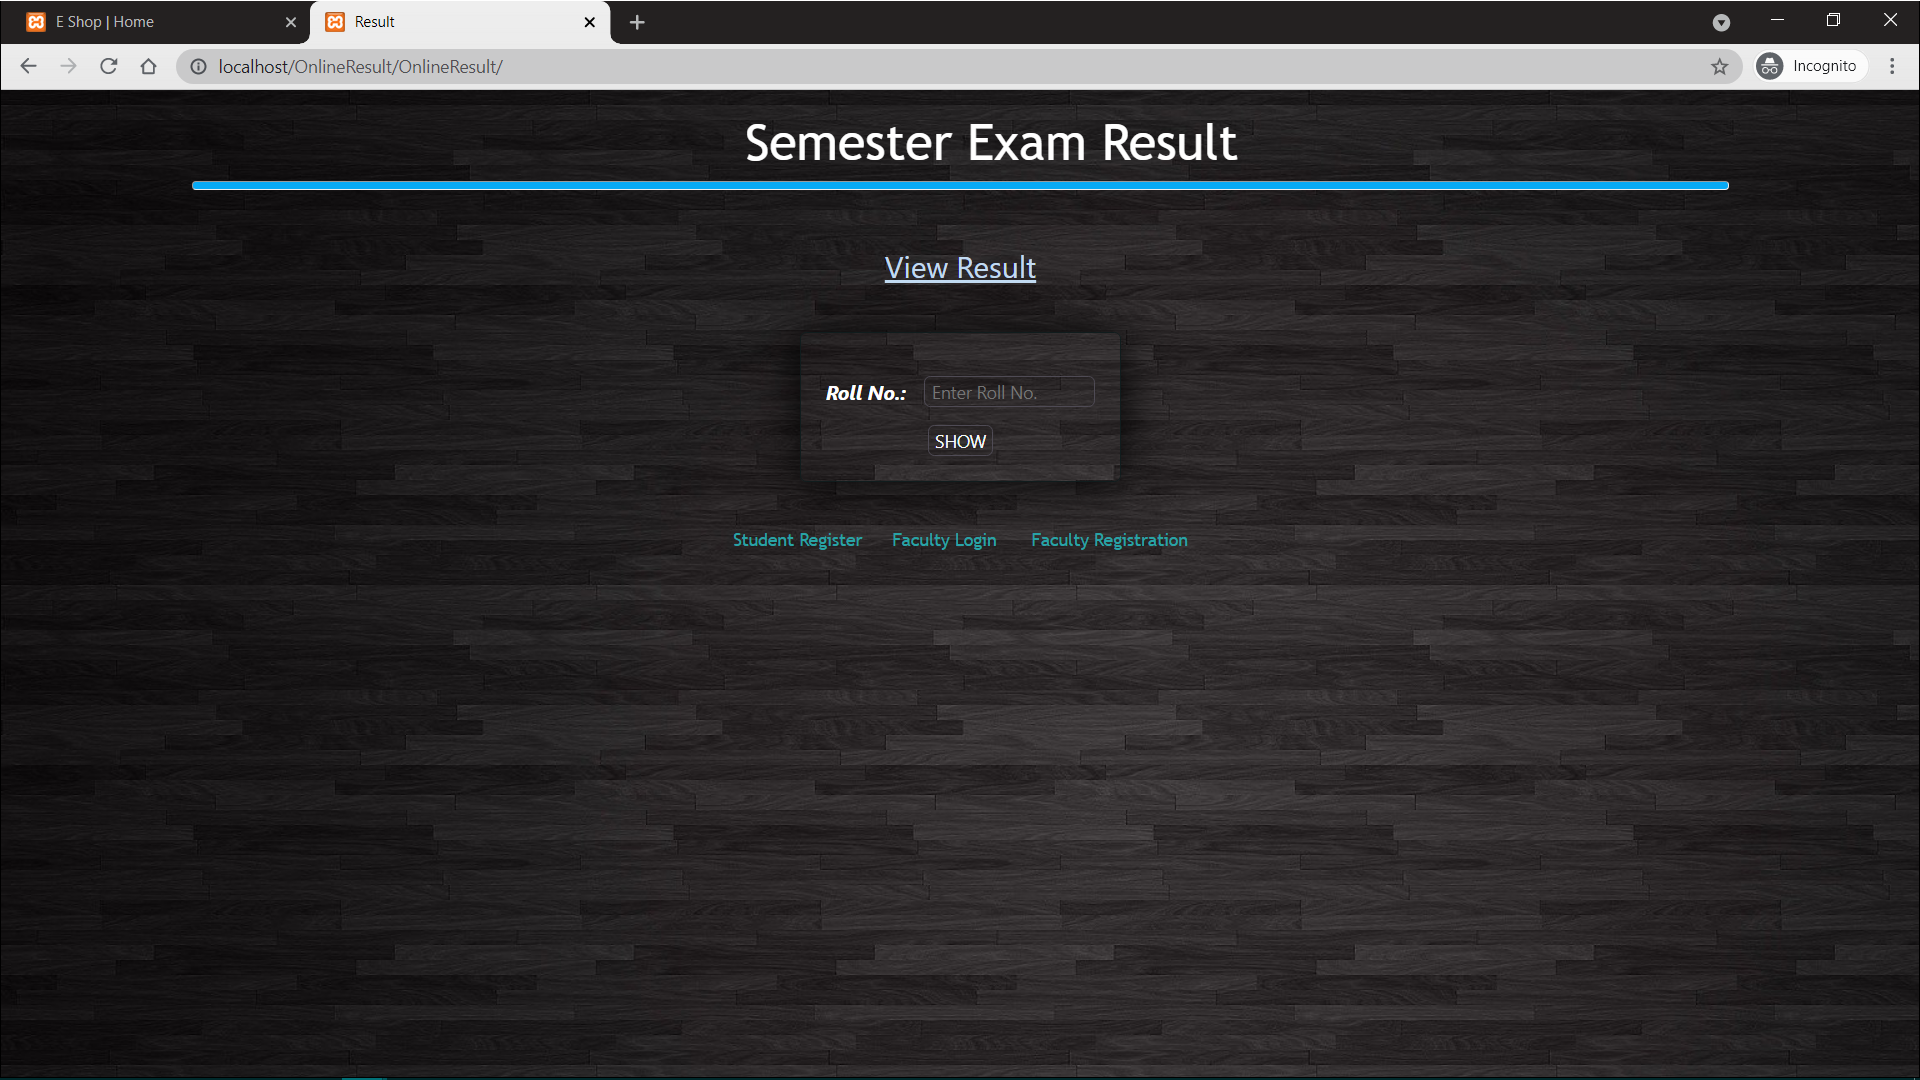 E Shop | Home
Result
localhost/OnlineResult/OnlineResult/
Incognito
Semester Exam Result
View Result
Roll No.: Enter Roll No.
SHOW
Student Register Faculty Login Faculty Registration